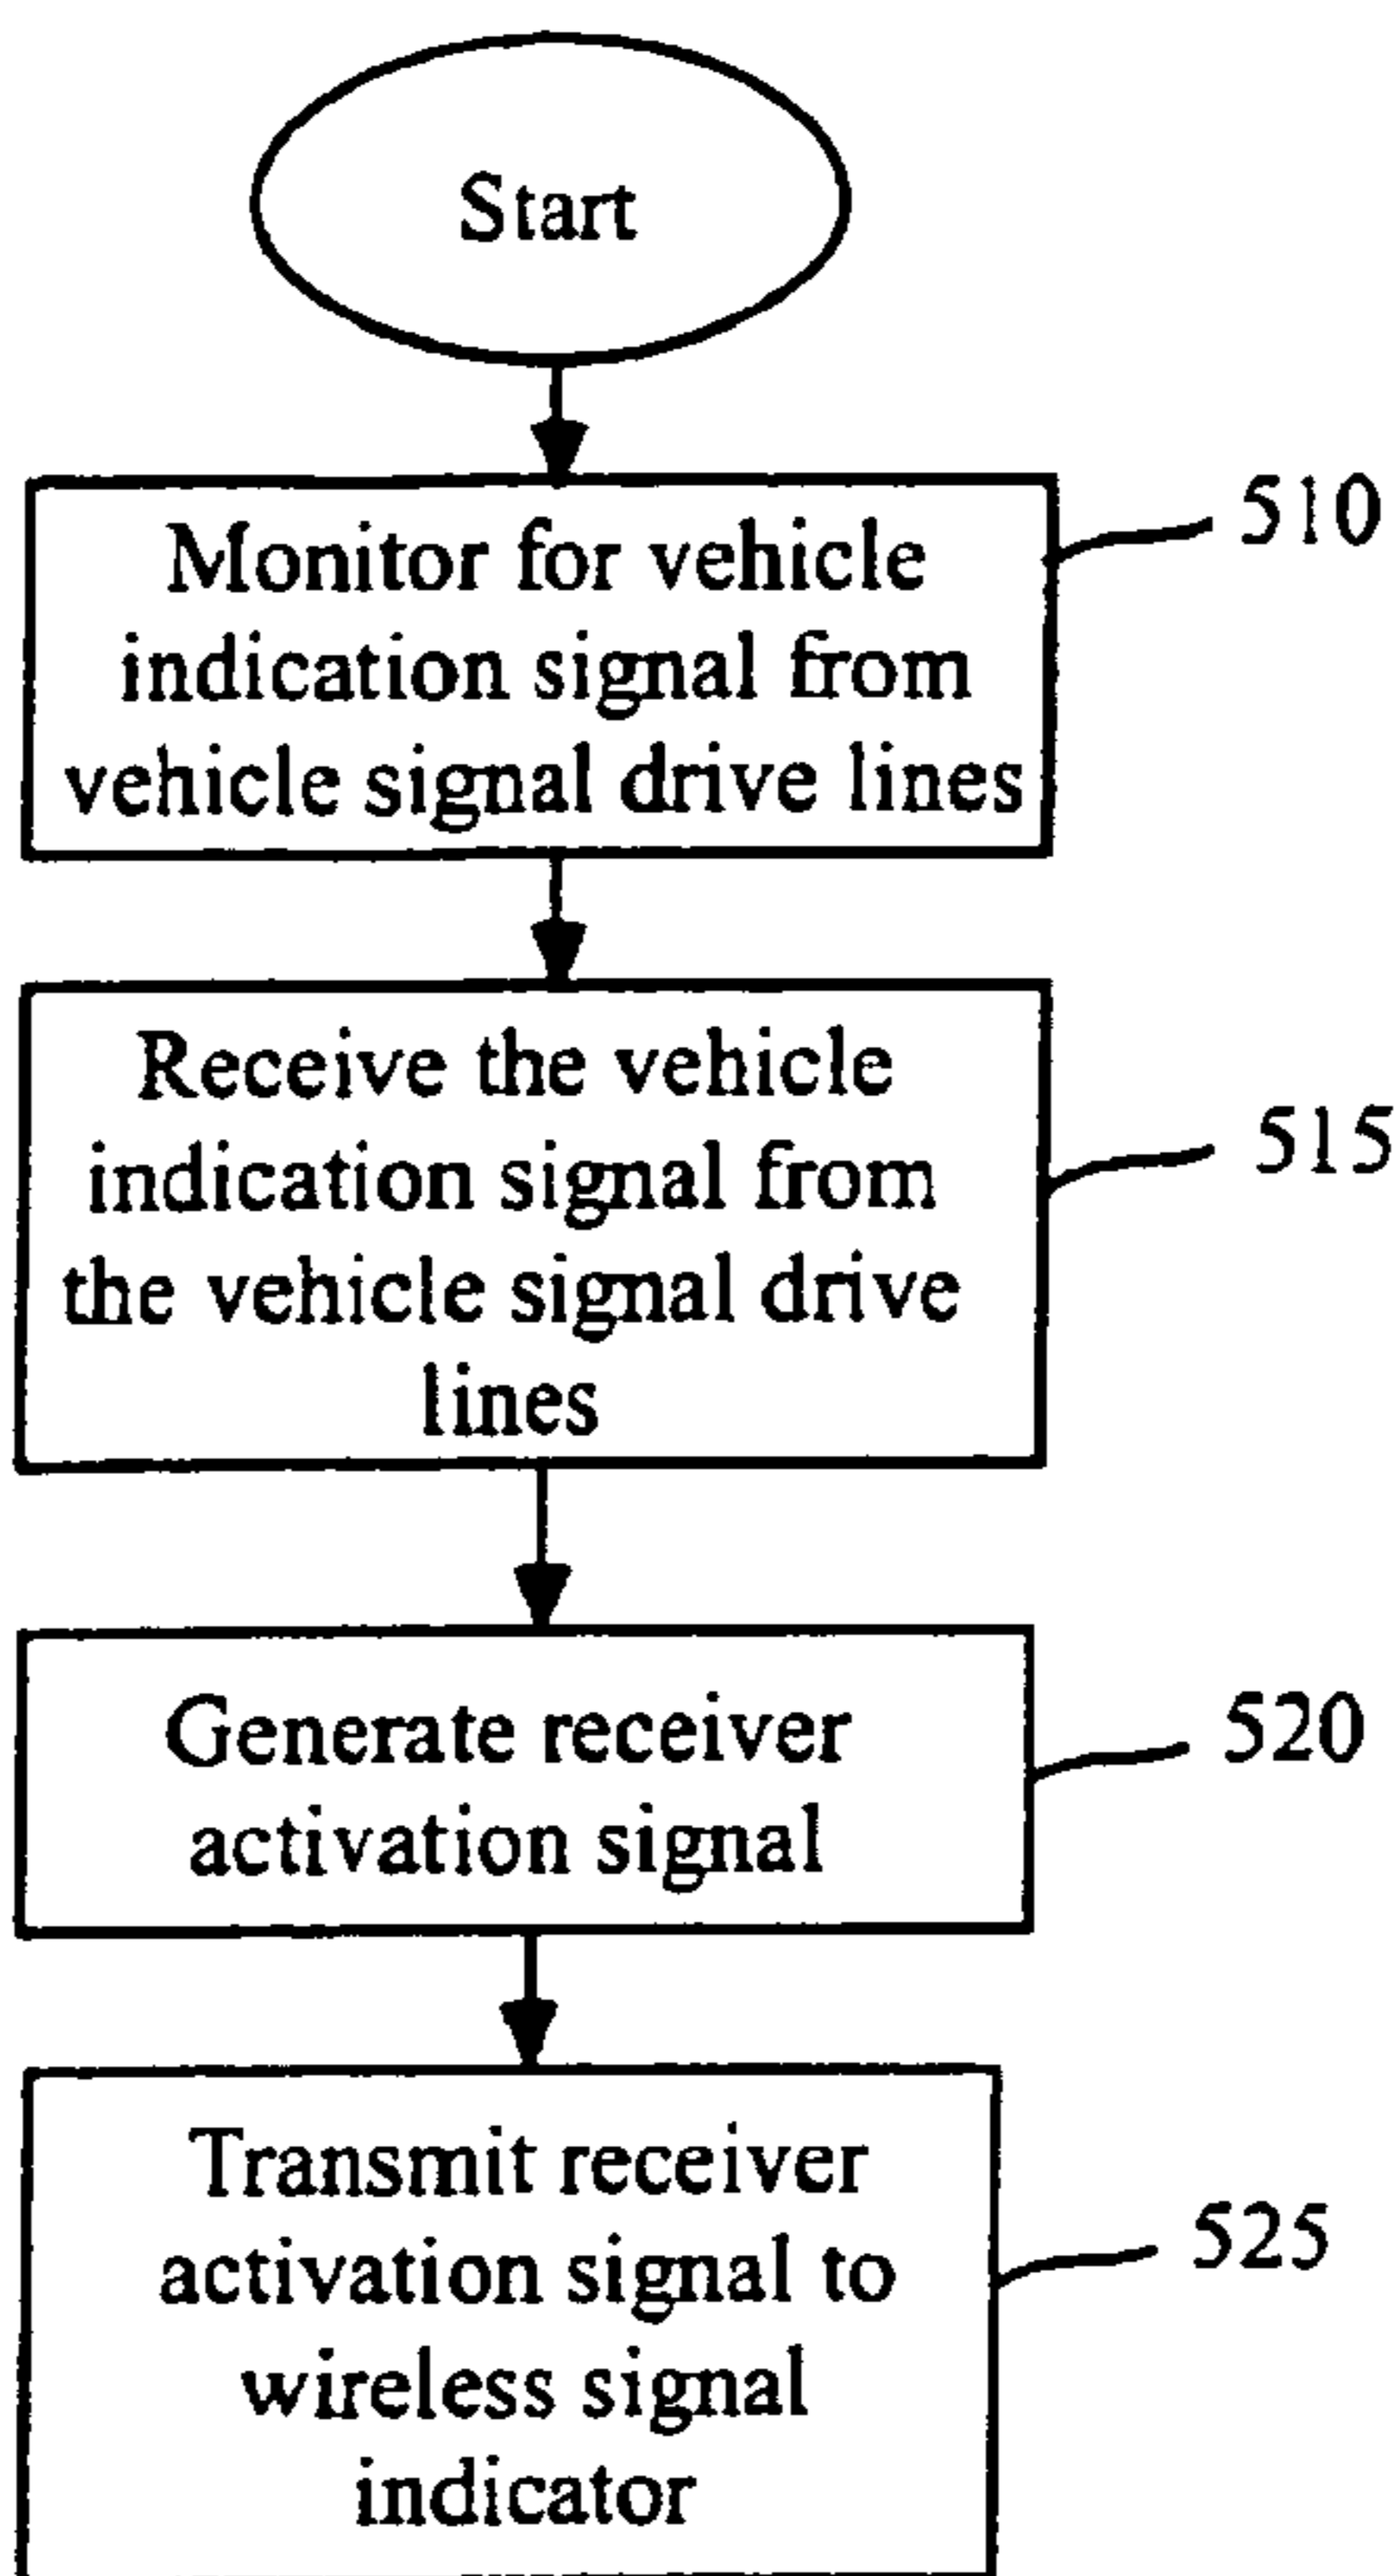 Start
Monitor for vehicle
indication signal from
vehicle signal drive lines
510
Receive the vehicle
indication signal from
the vehicle signal drive
lines
515
Generate receiver
activation signal
520
Transmit receiver
activation signal to
wireless signal
indicator
525